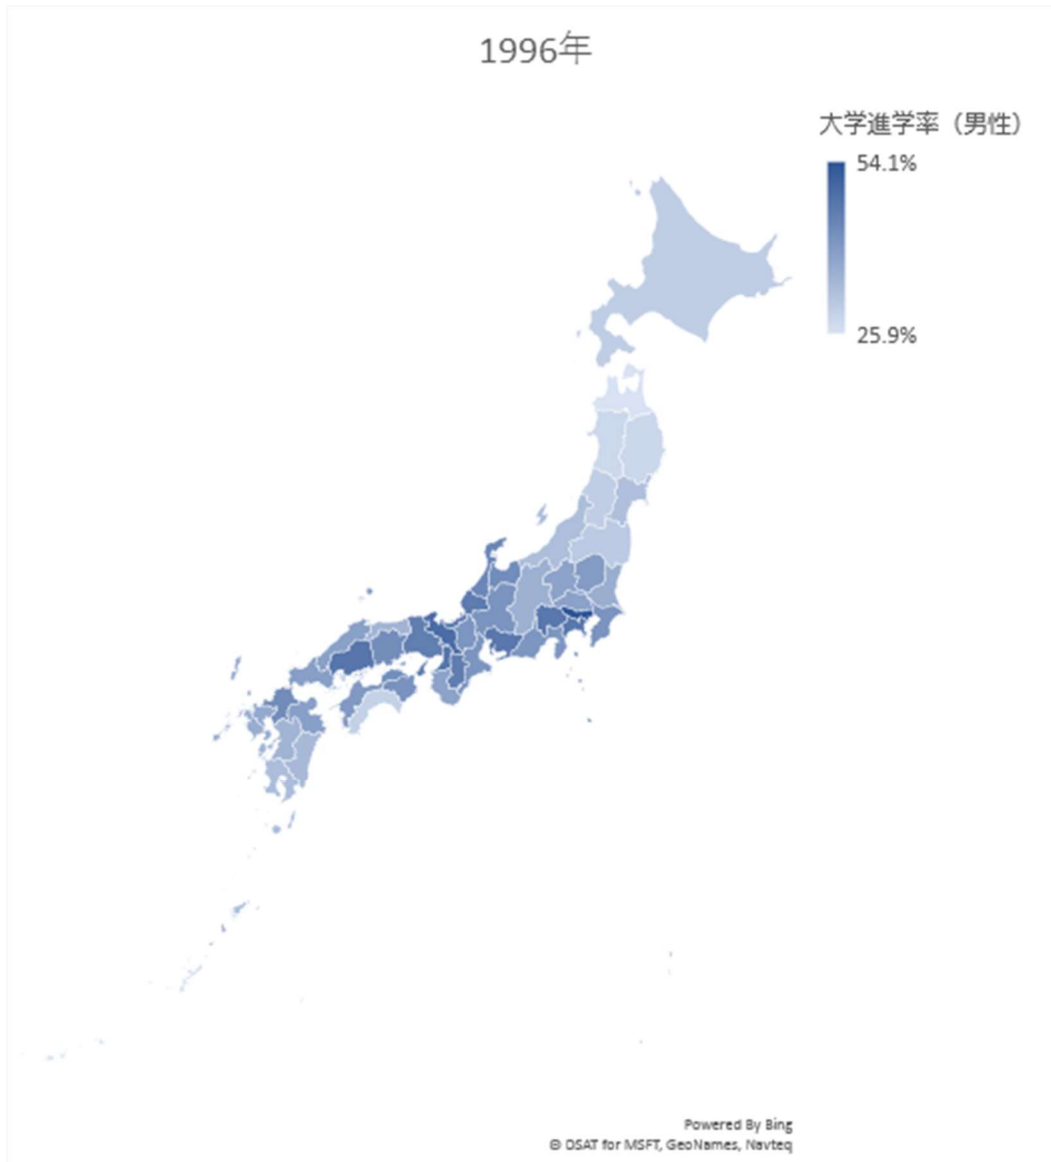 1996年
大学進学率（男性）
54.1%
25.9%
Powered By Bing
© DSAT for MSFT, GeoNames, Navteq